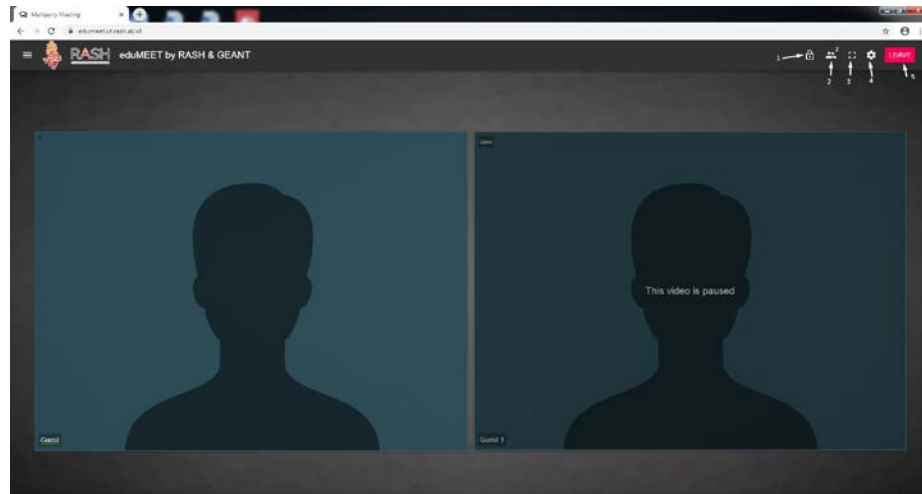 Multiparty Meeting
RASH eduMEET by RASH & GEANT
1 2 LEAVE
2 3 4 5
This video is paused
Guest
Guest 1